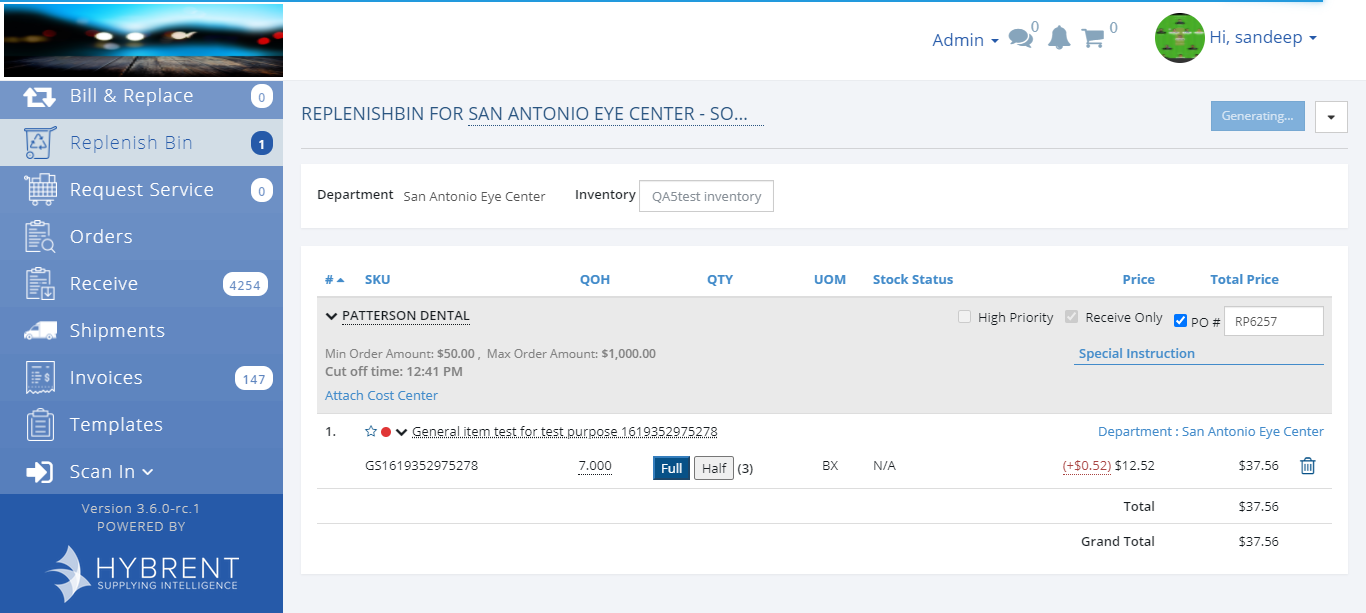 Admin
0
0
Hi, sandeep
Bill & Replace 0
Replenish Bin 1
Request Service 0
Orders
Receive 4254
Shipments
Invoices 147
Templates
Scan In
Version 3.6.0-rc.1
POWERED BY
HYBRENT
SUPPLYING INTELLIGENCE
REPLENISHBIN FOR SAN ANTONIO EYE CENTER - SO...
Generating...
Department San Antonio Eye Center Inventory QA5test inventory
# SKU QOH QTY UOM Stock Status Price Total Price
PATTERSON DENTAL High Priority Receive Only PO # RP6257
Min Order Amount: $50.00 , Max Order Amount: $1,000.00 Special Instruction
Cut off time: 12:41 PM
Attach Cost Center
1. General item test for test purpose 1619352975278 Department : San Antonio Eye Center
GS1619352975278 7.000 Full Half (3) BX N/A (+$0.52) $12.52 $37.56
Total $37.56
Grand Total $37.56